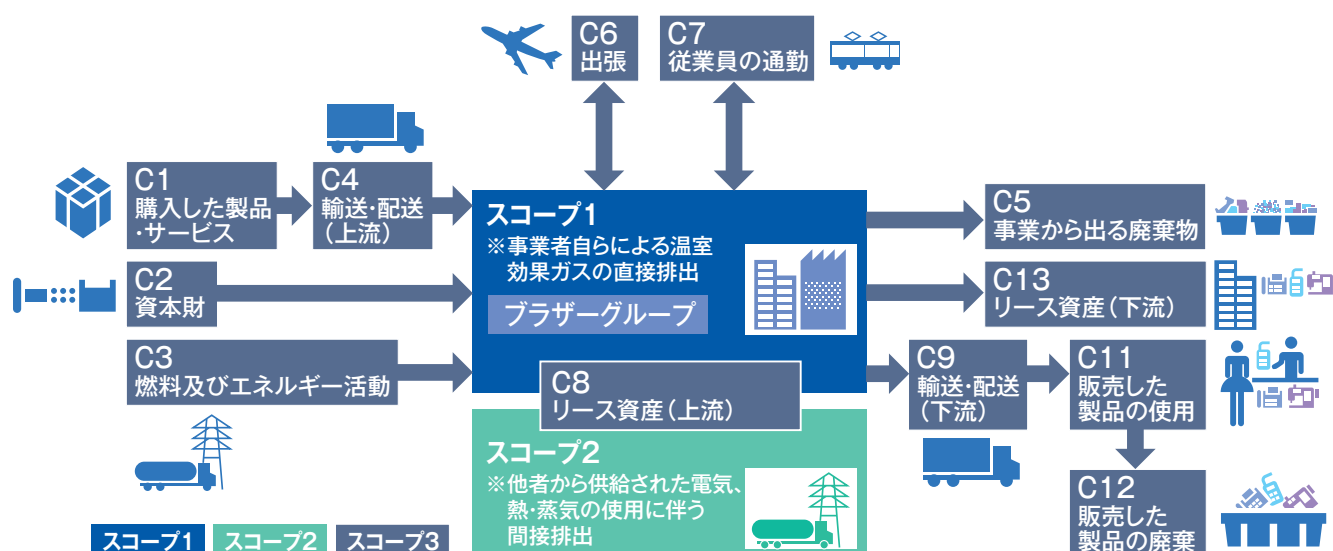 C6
出張
C7
従業員の通勤
C1
購入した製品
・サービス
C4
輸送・配送
（上流）
C2
資本財
C3
燃料及びエネルギー活動
スコープ1
※事業者自らによる温室
効果ガスの直接排出
ブラザーグループ
C8
リース資産（上流）
スコープ2
※他者から供給された電気、
熱・蒸気の使用に伴う
間接排出
C5
事業から出る廃棄物
C13
リース資産（下流）
C9
輸送・配送
（下流）
C11
販売した
製品の使用
C12
販売した
製品の廃棄
スコープ1
スコープ2
スコープ3